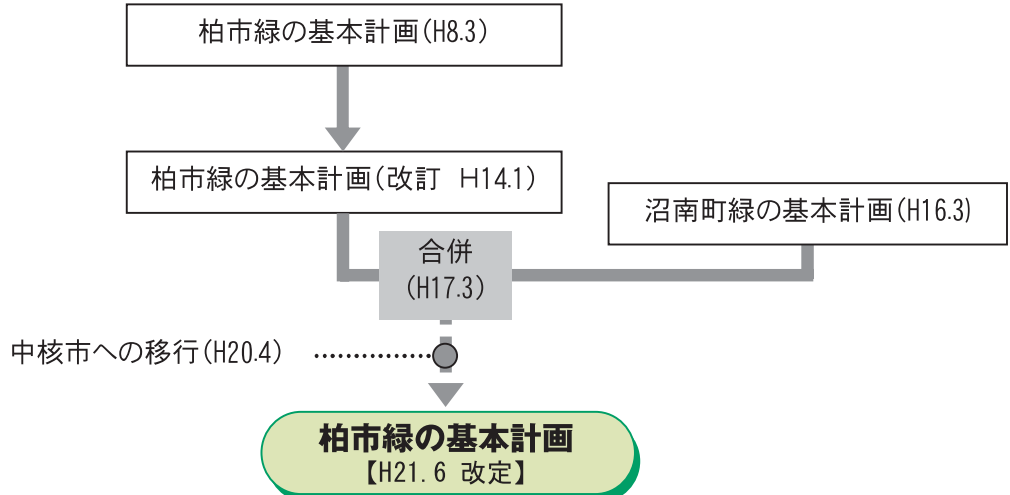 柏市緑の基本計画(H8.3)
柏市緑の基本計画(改訂　H14.1)
沼南町緑の基本計画(H16.3)
合併
(H17.3)
中核市への移行(H20.4)
柏市緑の基本計画
【H21.6 改定】